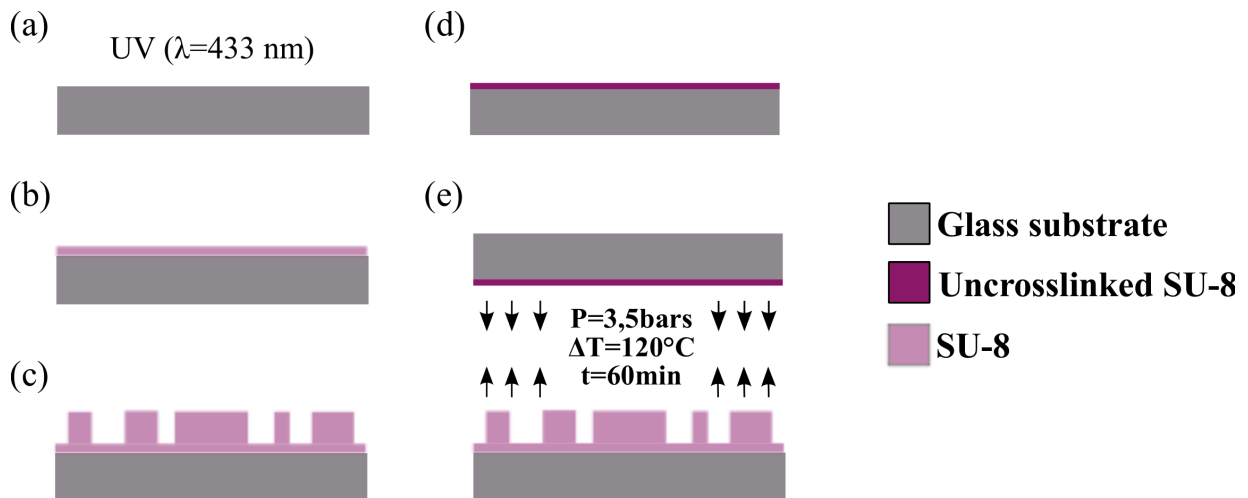 (a)
UV (λ=433 nm)
(b)
(c)
(d)
(e)
P=3,5bars
ΔT=120°C
t=60min
Glass substrate
Uncrosslinked SU-8
SU-8